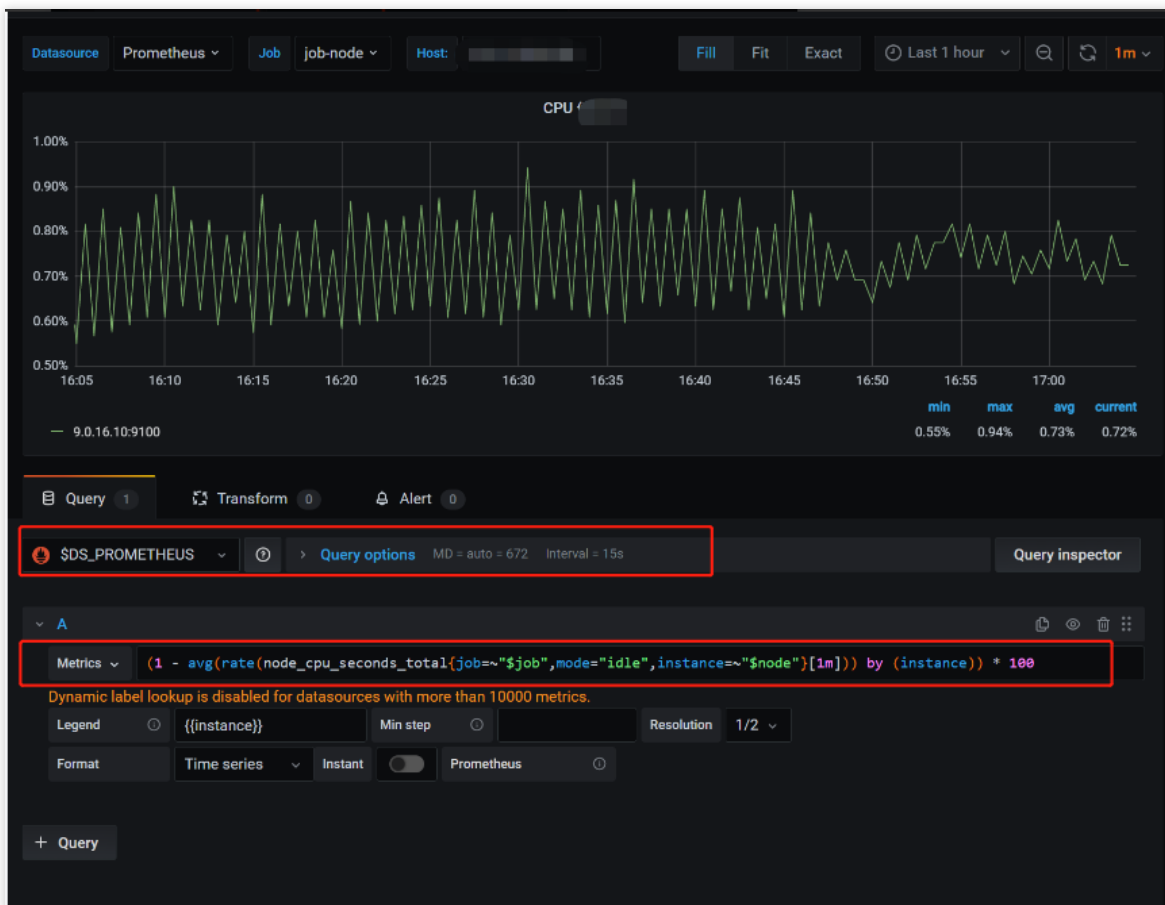 Datasource Prometheus Job job-node Host: Fill Fit Exact Last 1 hour 1m
CPU
1.00%
0.90%
0.80%
0.70%
0.60%
0.50%
16:05 16:10 16:15 16:20 16:25 16:30 16:35 16:40 16:45 16:50 16:55 17:00
min max avg current
9.0.16.10:9100 0.55% 0.94% 0.73% 0.72%
Query 1 Transform 0 Alert 0
$DS_PROMETHEUS Query options MD = auto = 672 Interval = 15s Query inspector
A
Metrics (1 - avg(rate(node_cpu_seconds_total{job=~"$job",mode="idle",instance=~"$node"}[1m])) by (instance)) * 100
Dynamic label lookup is disabled for datasources with more than 10000 metrics.
Legend {{instance}} Min step Resolution 1/2
Format Time series Instant Prometheus
+ Query